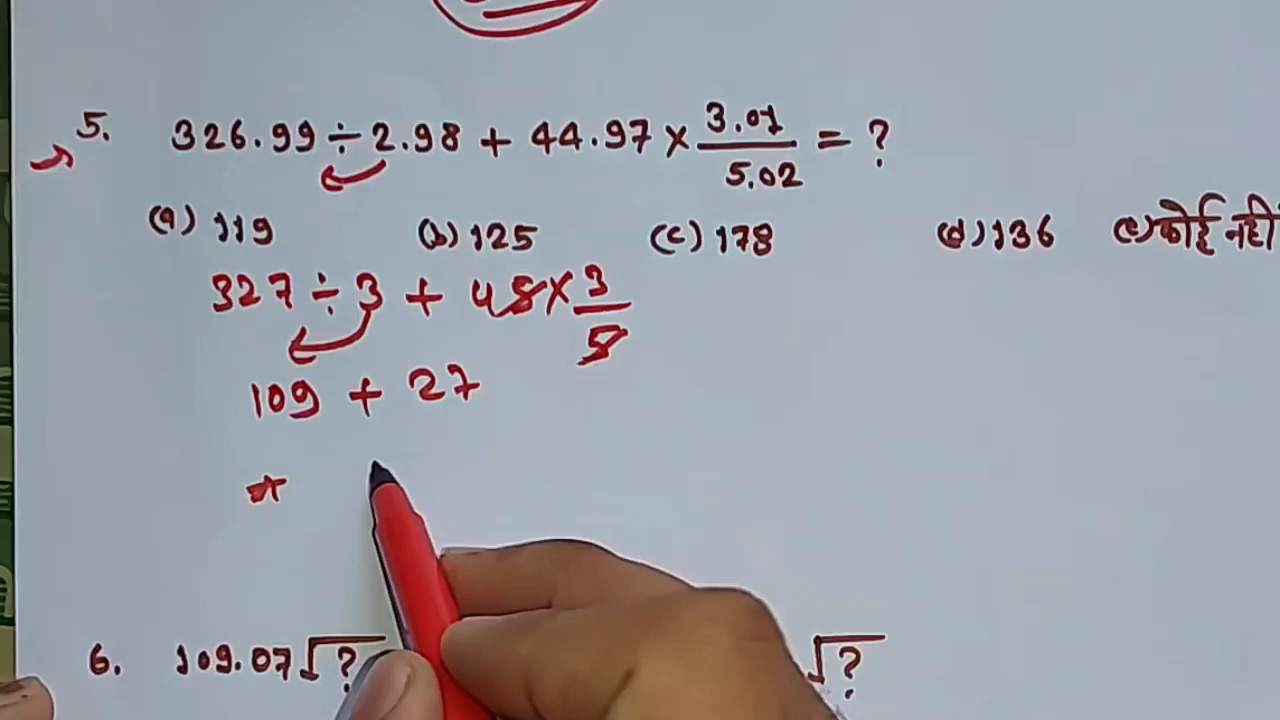 5. 326.99 ÷ 2.98 + 44.97 × 3.01/5.02 = ?
(a) 119 (b) 125 (c) 178 (d) 136 (e) कोई नहीं
327 ÷ 3 + 45 × 3/5
109 + 27
6. 109.07 √? √?